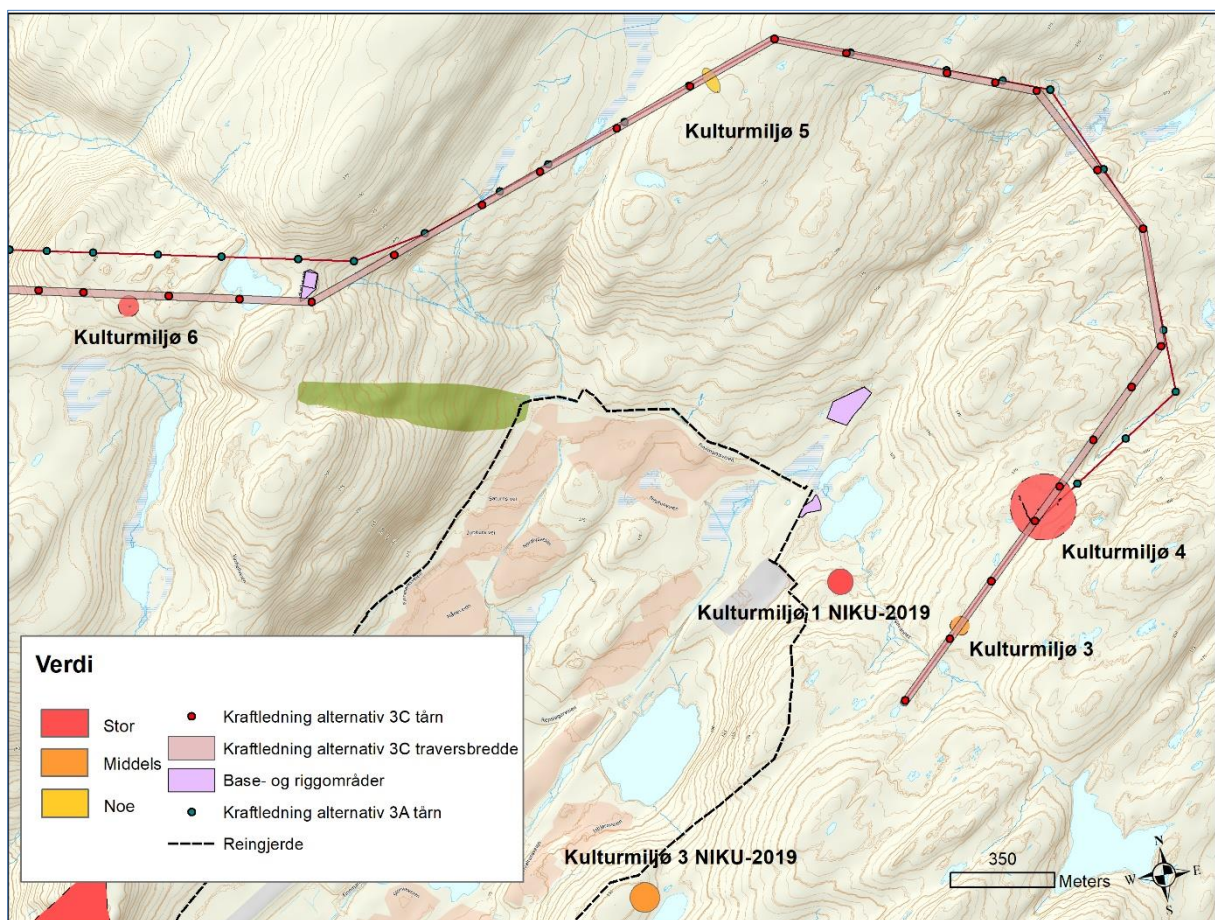 Kulturmiljø 5
Kulturmiljø 6
Kulturmiljø 4
Kulturmiljø 1 NIKU-2019
Kulturmiljø 3
Kulturmiljø 3 NIKU-2019
Verdi
Stor
Middels
Noe
Kraftledning alternativ 3C tårn
Kraftledning alternativ 3C traversbredde
Base- og riggområder
Kraftledning alternativ 3A tårn
Reingjerde
350
Meters
N
W
E
S